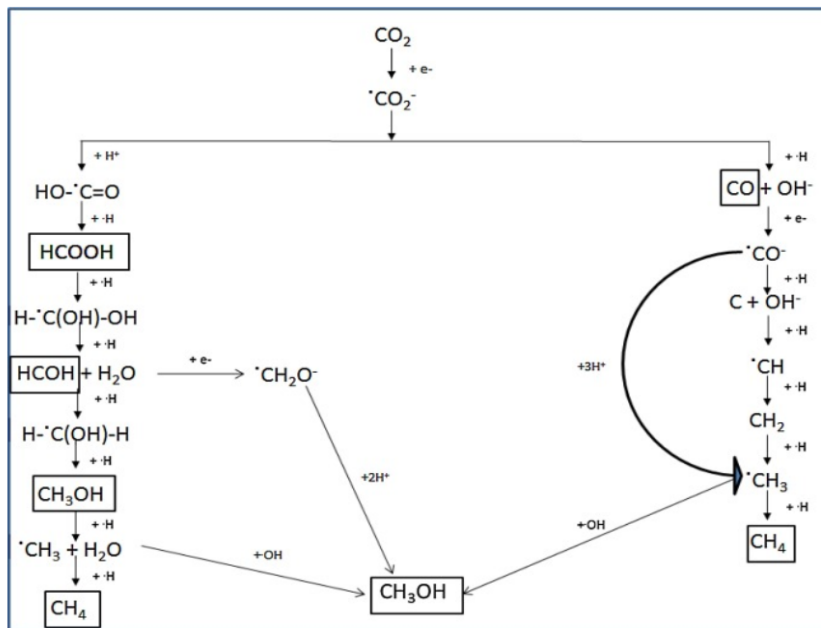 CO₂
+ e-
•CO₂⁻
+ H⁺
+ ·H
HO-•C=O
CO + OH⁻
+ ·H
+ e-
HCOOH
•CO⁻
+ ·H
+ ·H
H-•C(OH)-OH
C + OH⁻
+ ·H
+ ·H
HCOH + H₂O
+ e-
•CH₂O⁻
+3H⁺
•CH
+ ·H
+ ·H
H-•C(OH)-H
CH₂
+ ·H
+ ·H
CH₃OH
+2H⁺
•CH₃
+ ·H
+ ·H
•CH₃ + H₂O
+·OH
+·OH
CH₄
+ ·H
CH₃OH
CH₄